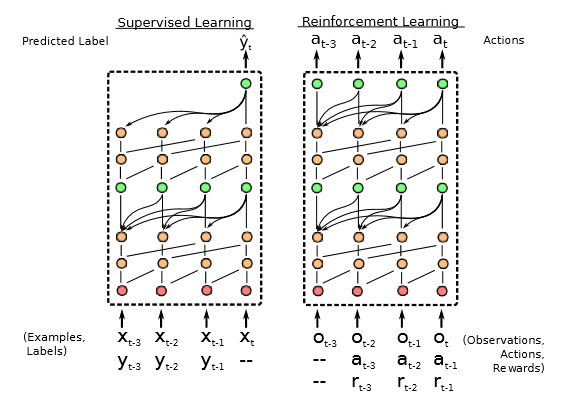 Supervised Learning
Predicted Label
ŷt
(Examples,
Labels)
xt-3 xt-2 xt-1 xt
yt-3 yt-2 yt-1 --
Reinforcement Learning
at-3 at-2 at-1 at
Actions
ot-3 ot-2 ot-1 ot
-- at-3 at-2 at-1
-- rt-3 rt-2 rt-1
(Observations,
Actions,
Rewards)